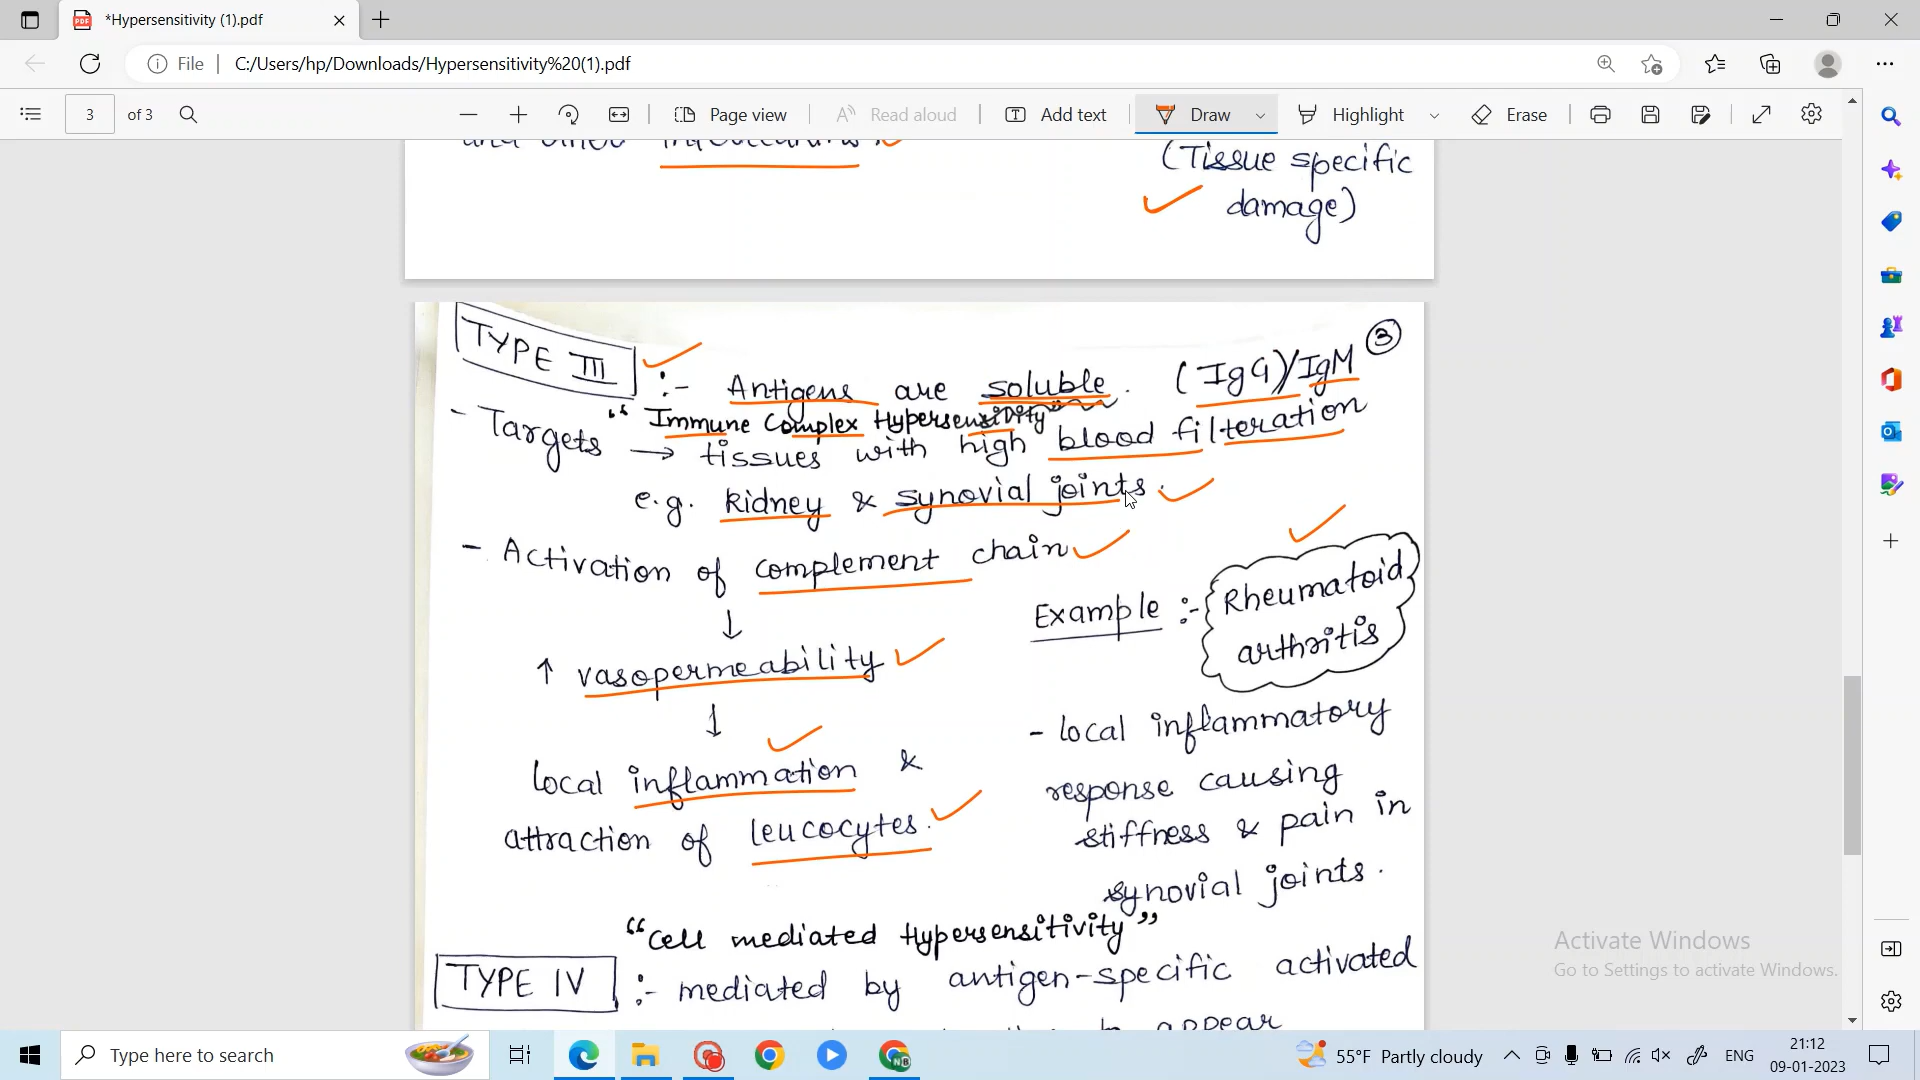 *Hypersensitivity (1).pdf
File
C:/Users/hp/Downloads/Hypersensitivity%20(1).pdf
3 of 3
Page view
Read aloud
Add text
Draw
Highlight
Erase
and other
(Tissue specific
damage)
3
TYPE III :- Antigens are soluble. (IgG)/IgM
"Immune Complex Hypersensitivity"
- Targets → tissues with high blood filteration
e.g. kidney & synovial joints.
- Activation of complement chain
↓
↑ vasopermeability
↓
local inflammation &
attraction of leucocytes.
Example :- Rheumatoid
arthritis
- local inflammatory
response causing
stiffness & pain in
synovial joints.
"Cell mediated Hypersensitivity"
TYPE IV :- mediated by antigen-specific activated
appear
Activate Windows
Go to Settings to activate Windows.
Type here to search
55°F Partly cloudy
ENG
21:12
09-01-2023